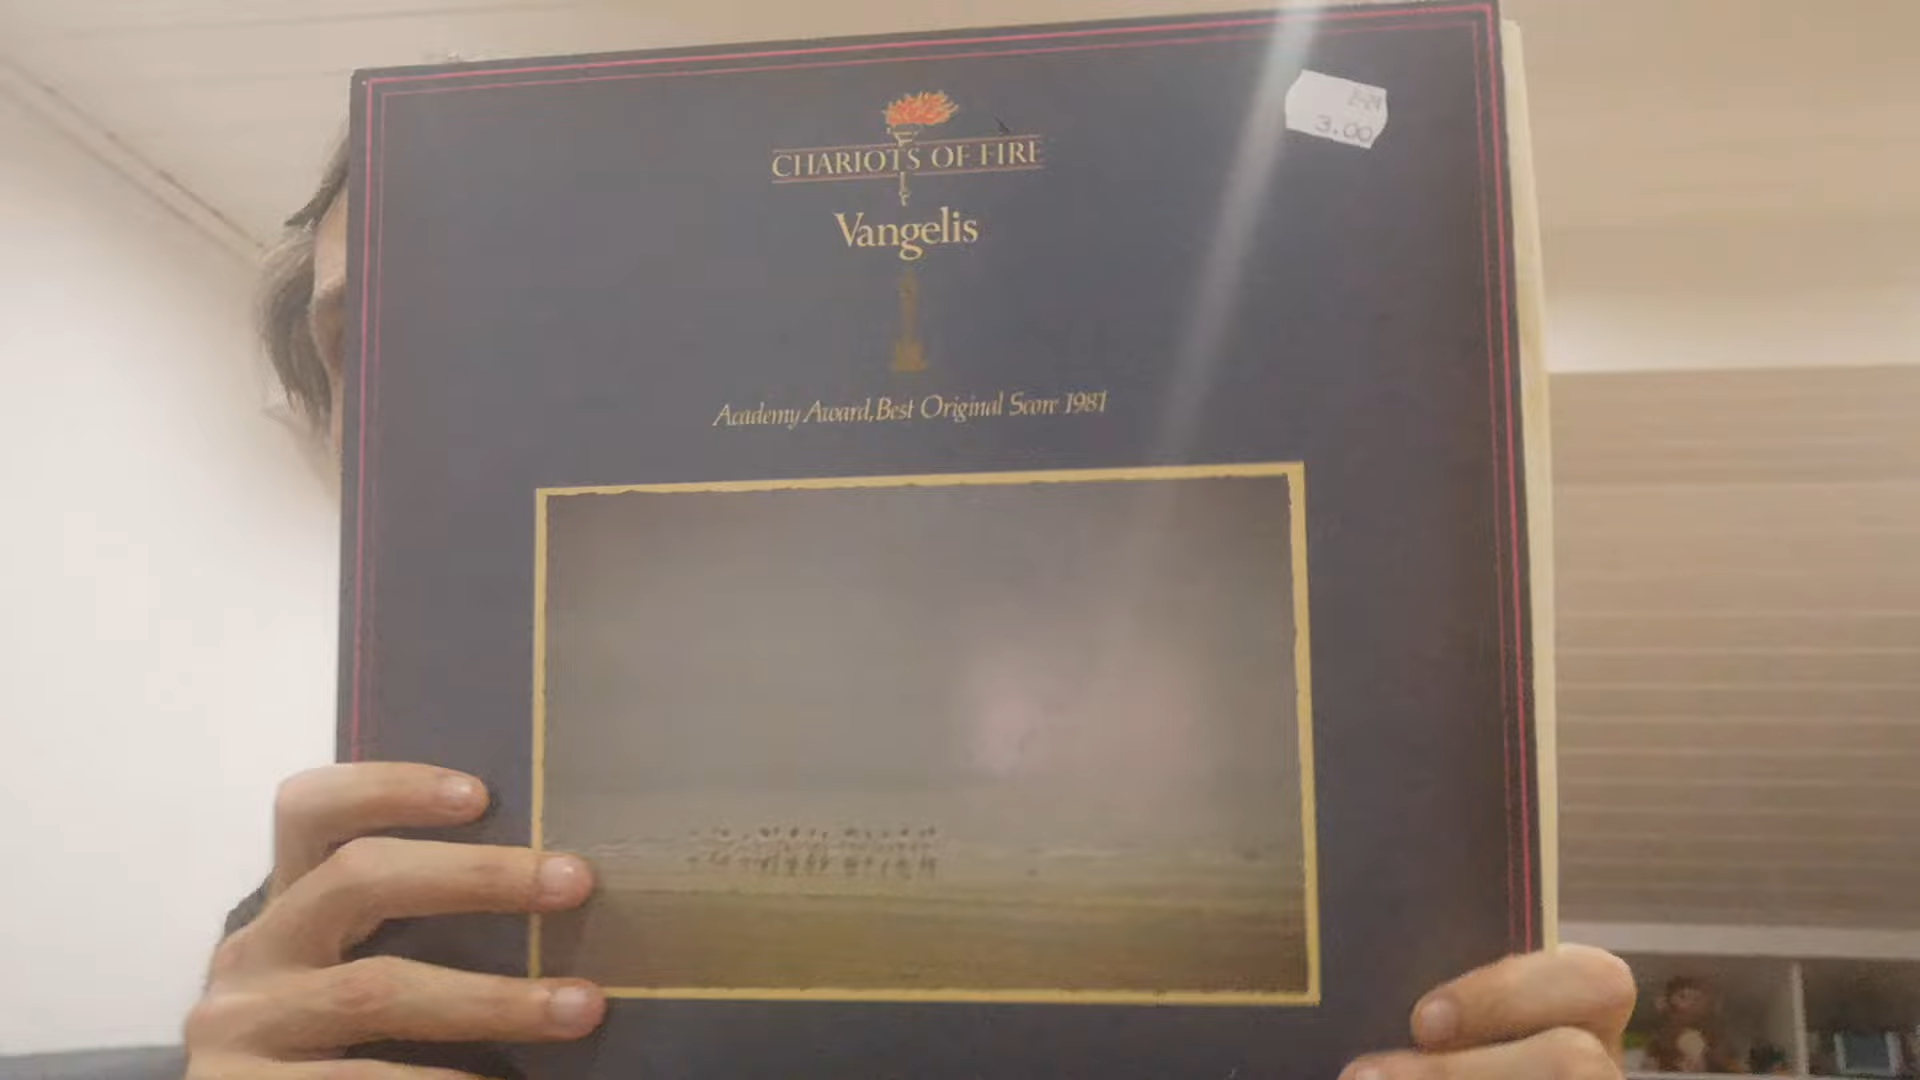 CHARIOTS OF FIRE
Vangelis
Academy Award, Best Original Score 1981
3.00